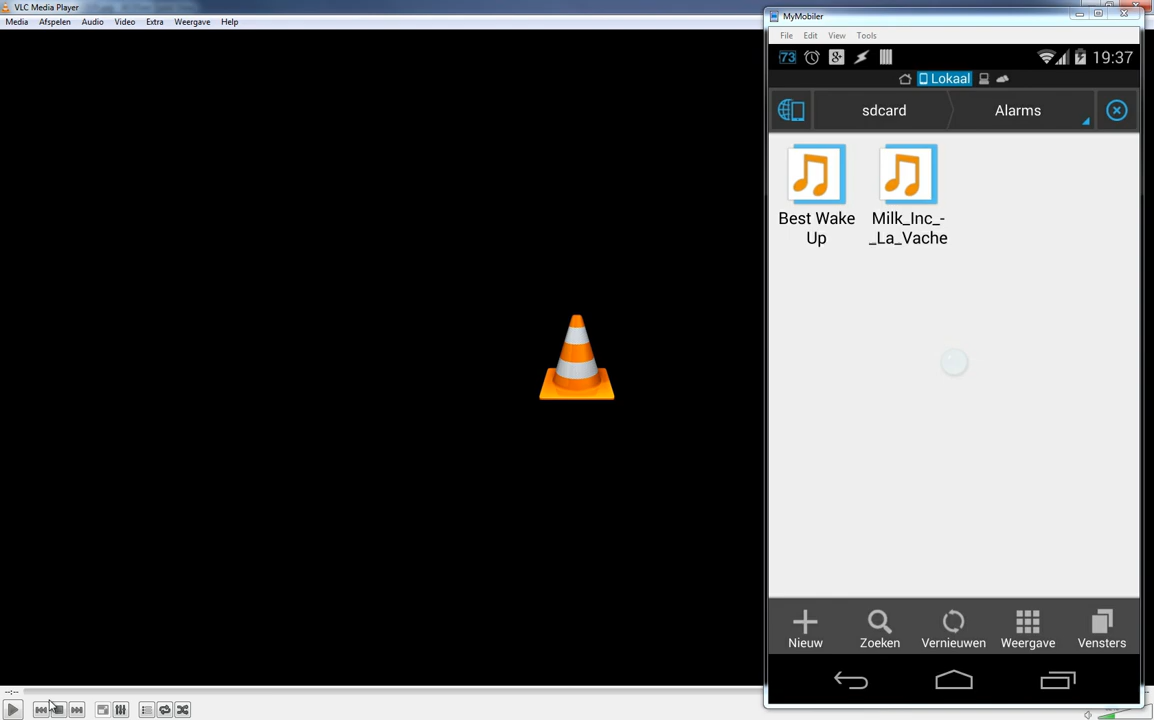 VLC Media Player
Media Afspelen Audio Video Extra Weergave Help
--:--
MyMobiler
File Edit View Tools
73 19:37
Lokaal
sdcard Alarms
Best Wake
Up
Milk_Inc_-
_La_Vache
Nieuw Zoeken Vernieuwen Weergave Vensters